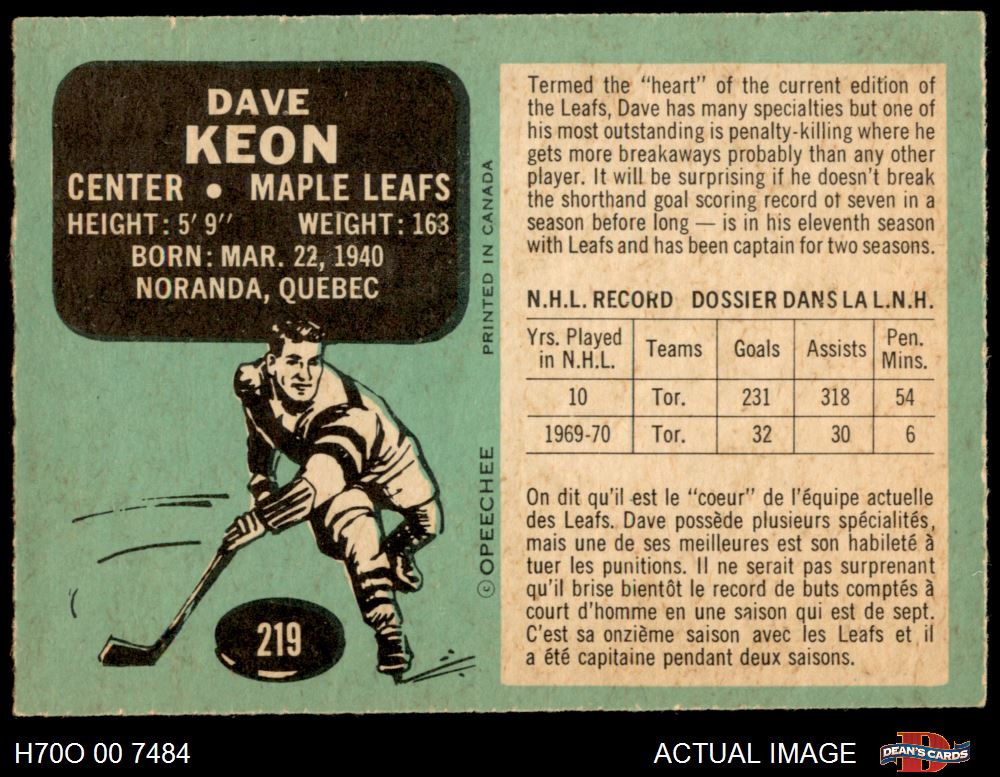 DAVE
KEON
CENTER • MAPLE LEAFS
HEIGHT: 5' 9" WEIGHT: 163
BORN: MAR. 22, 1940
NORANDA, QUEBEC
219
PRINTED IN CANADA
© OPEECHEE
Termed the "heart" of the current edition of
the Leafs, Dave has many specialties but one of
his most outstanding is penalty-killing where he
gets more breakaways probably than any other
player. It will be surprising if he doesn't break
the shorthand goal scoring record of seven in a
season before long — is in his eleventh season
with Leafs and has been captain for two seasons.
N.H.L. RECORD DOSSIER DANS LA L.N.H.
Yrs. Played in N.H.L. Teams Goals Assists Pen. Mins.
10 Tor. 231 318 54
1969-70 Tor. 32 30 6
On dit qu'il est le "coeur" de l'équipe actuelle
des Leafs. Dave possède plusieurs spécialités,
mais une de ses meilleures est son habileté à
tuer les punitions. Il ne serait pas surprenant
qu'il brise bientôt le record de buts comptés à
court d'homme en une saison qui est de sept.
C'est sa onzième saison avec les Leafs et il
a été capitaine pendant deux saisons.
H70O 00 7484
ACTUAL IMAGE
DEAN'S CARDS